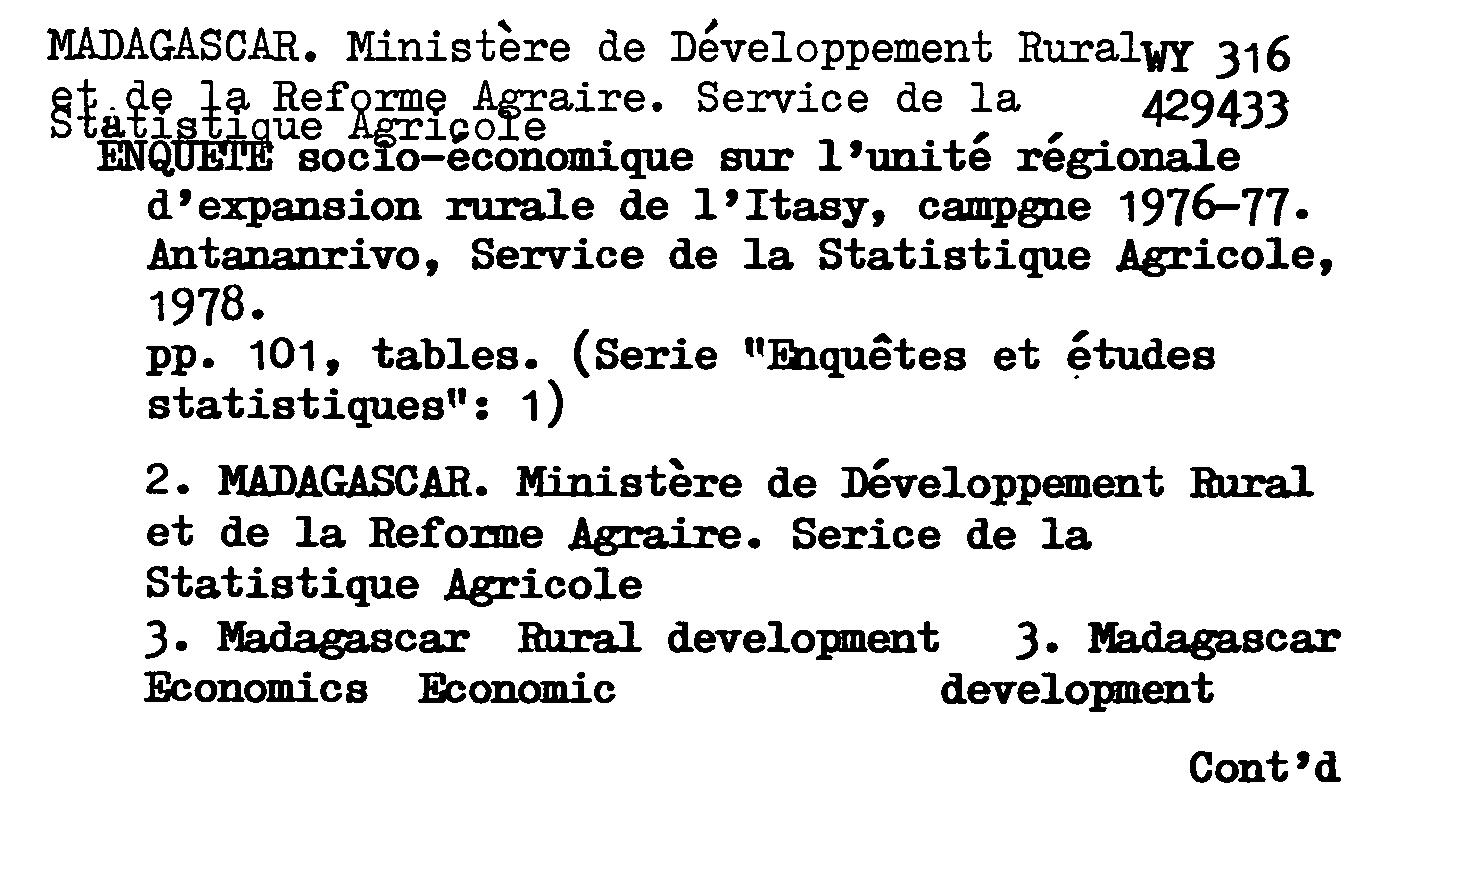 MADAGASCAR. Ministère de Développement Rural WY 316
et de la Reforme Agraire. Service de la 429433
Statistique Agricole
ENQUETE socio-économique sur l'unité régionale
d'expansion rurale de l'Itasy, campgne 1976-77.
Antananrivo, Service de la Statistique Agricole,
1978.
pp. 101, tables. (Serie "Enquêtes et études
statistiques": 1)
2. MADAGASCAR. Ministère de Développement Rural
et de la Reforme Agraire. Serice de la
Statistique Agricole
3. Madagascar Rural development 3. Madagascar
Economics Economic development
Cont'd